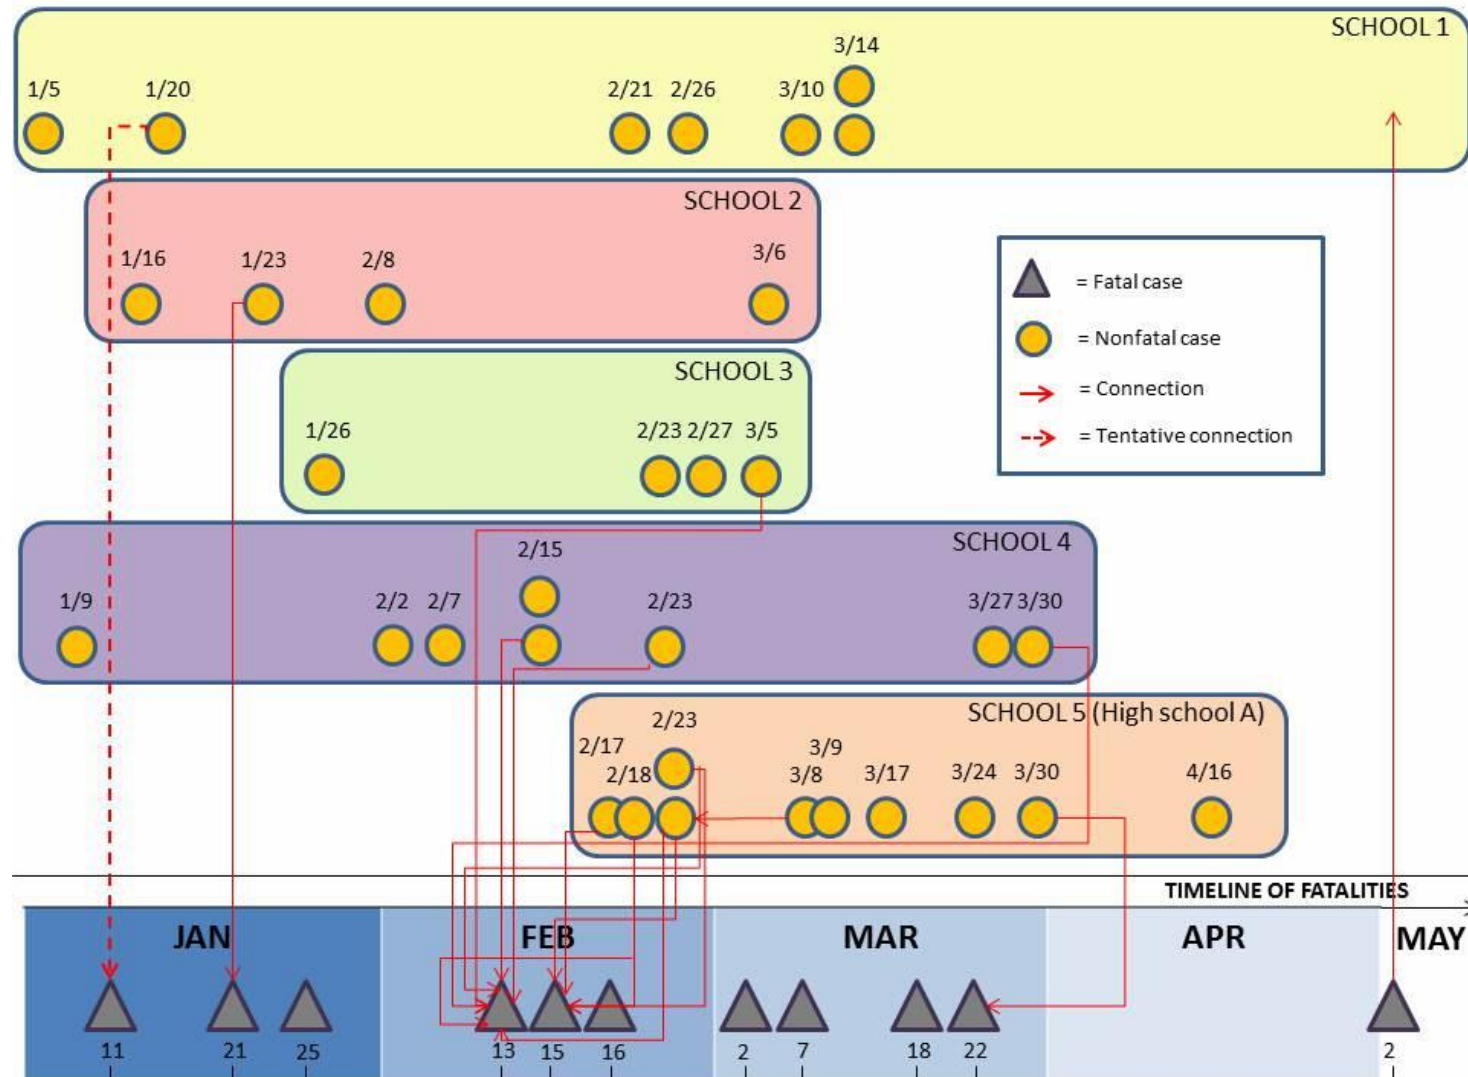 SCHOOL 1
3/14
1/5 1/20 2/21 2/26 3/10
SCHOOL 2
1/16 1/23 2/8 3/6
= Fatal case
= Nonfatal case
= Connection
= Tentative connection
SCHOOL 3
1/26 2/23 2/27 3/5
SCHOOL 4
2/15
1/9 2/2 2/7 2/23 3/27 3/30
SCHOOL 5 (High school A)
2/23
2/17 3/9
2/18 3/8 3/17 3/24 3/30 4/16
TIMELINE OF FATALITIES
JAN FEB MAR APR MAY
11 21 25 13 15 16 2 7 18 22 2